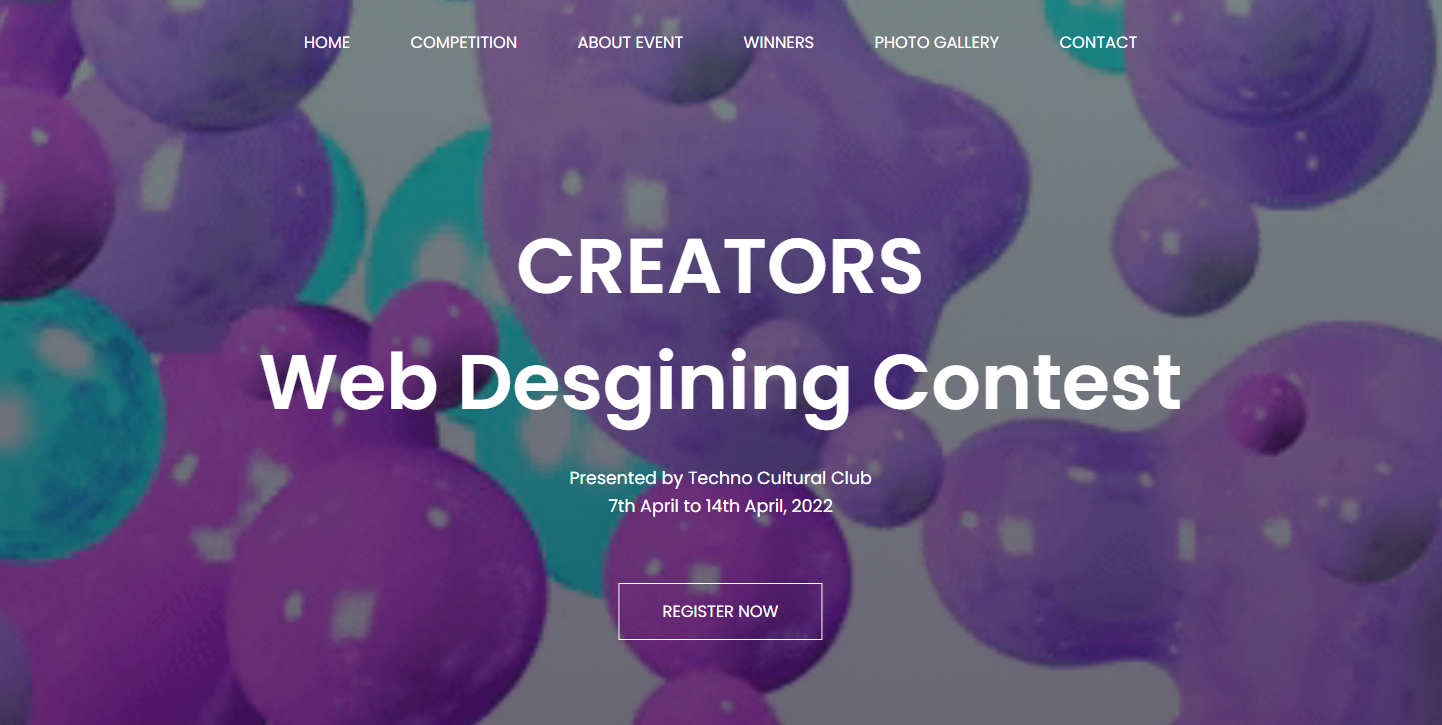 HOME COMPETITION ABOUT EVENT WINNERS PHOTO GALLERY CONTACT
CREATORS
Web Desgining Contest
Presented by Techno Cultural Club
7th April to 14th April, 2022
REGISTER NOW